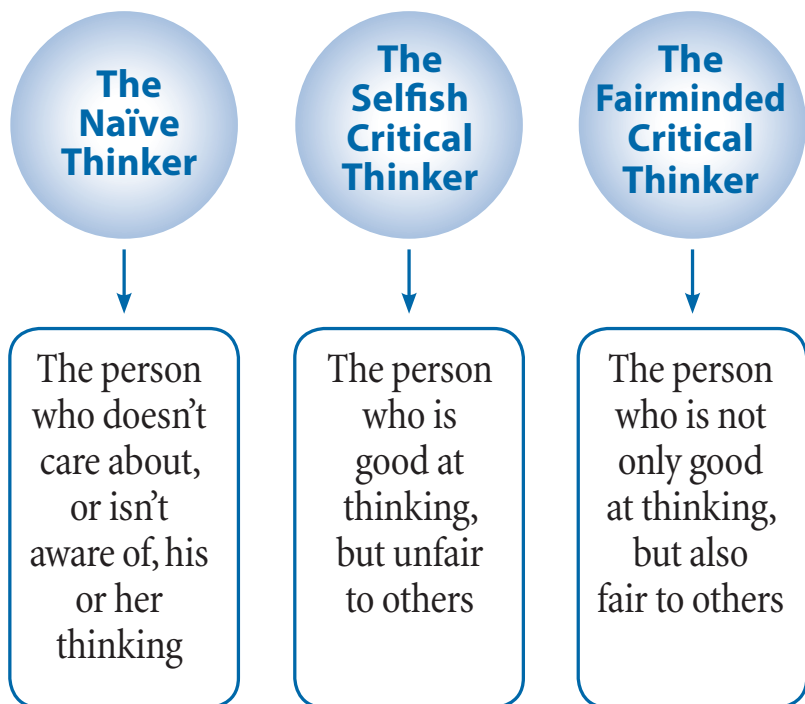 The
Naïve
Thinker
The
Selfish
Critical
Thinker
The
Fairminded
Critical
Thinker
The person
who doesn't
care about,
or isn't
aware of, his
or her
thinking
The person
who is
good at
thinking,
but unfair
to others
The person
who is not
only good
at thinking,
but also
fair to others